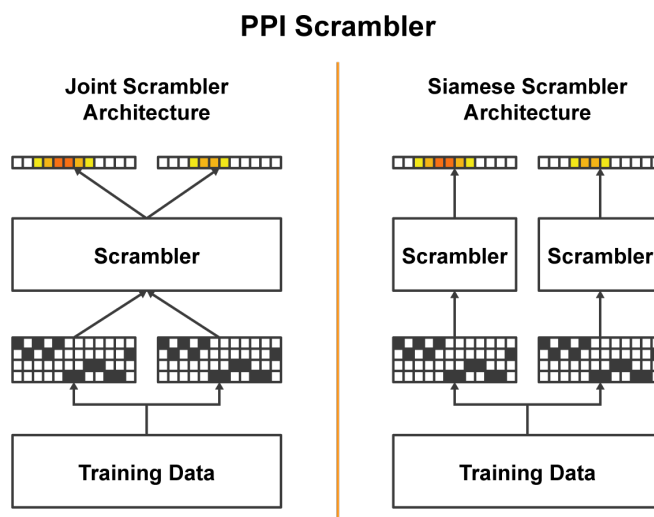 PPI Scrambler
Joint Scrambler
Architecture
Scrambler
Training Data
Siamese Scrambler
Architecture
Scrambler
Scrambler
Training Data